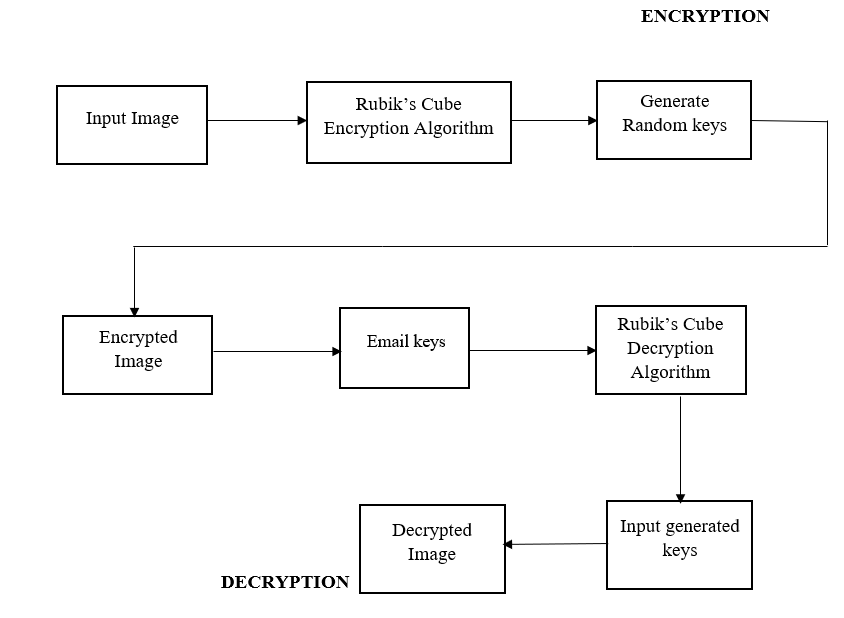 ENCRYPTION
Input Image
Rubik’s Cube
Encryption Algorithm
Generate
Random keys
Encrypted
Image
Email keys
Rubik’s Cube
Decryption
Algorithm
Input generated
keys
Decrypted
Image
DECRYPTION